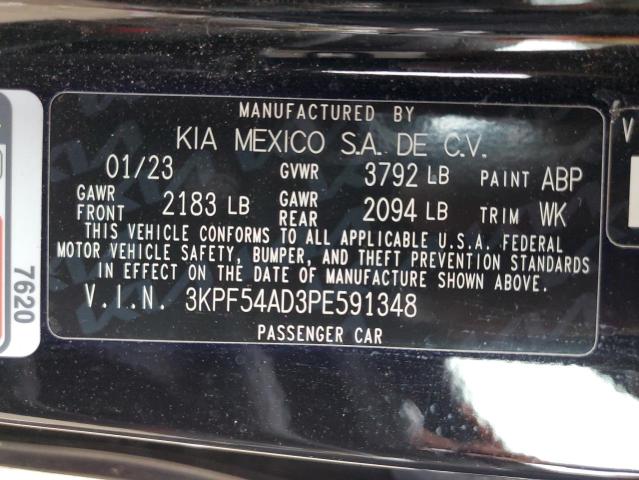 MANUFACTURED BY
KIA MEXICO S.A. DE C.V.
01/23 GVWR 3792 LB PAINT ABP
GAWR FRONT 2183 LB GAWR REAR 2094 LB TRIM WK
THIS VEHICLE CONFORMS TO ALL APPLICABLE U.S.A. FEDERAL
MOTOR VEHICLE SAFETY, BUMPER, AND THEFT PREVENTION STANDARDS
IN EFFECT ON THE DATE OF MANUFACTURE SHOWN ABOVE.
V.I.N. 3KPF54AD3PE591348
PASSENGER CAR
7620
V